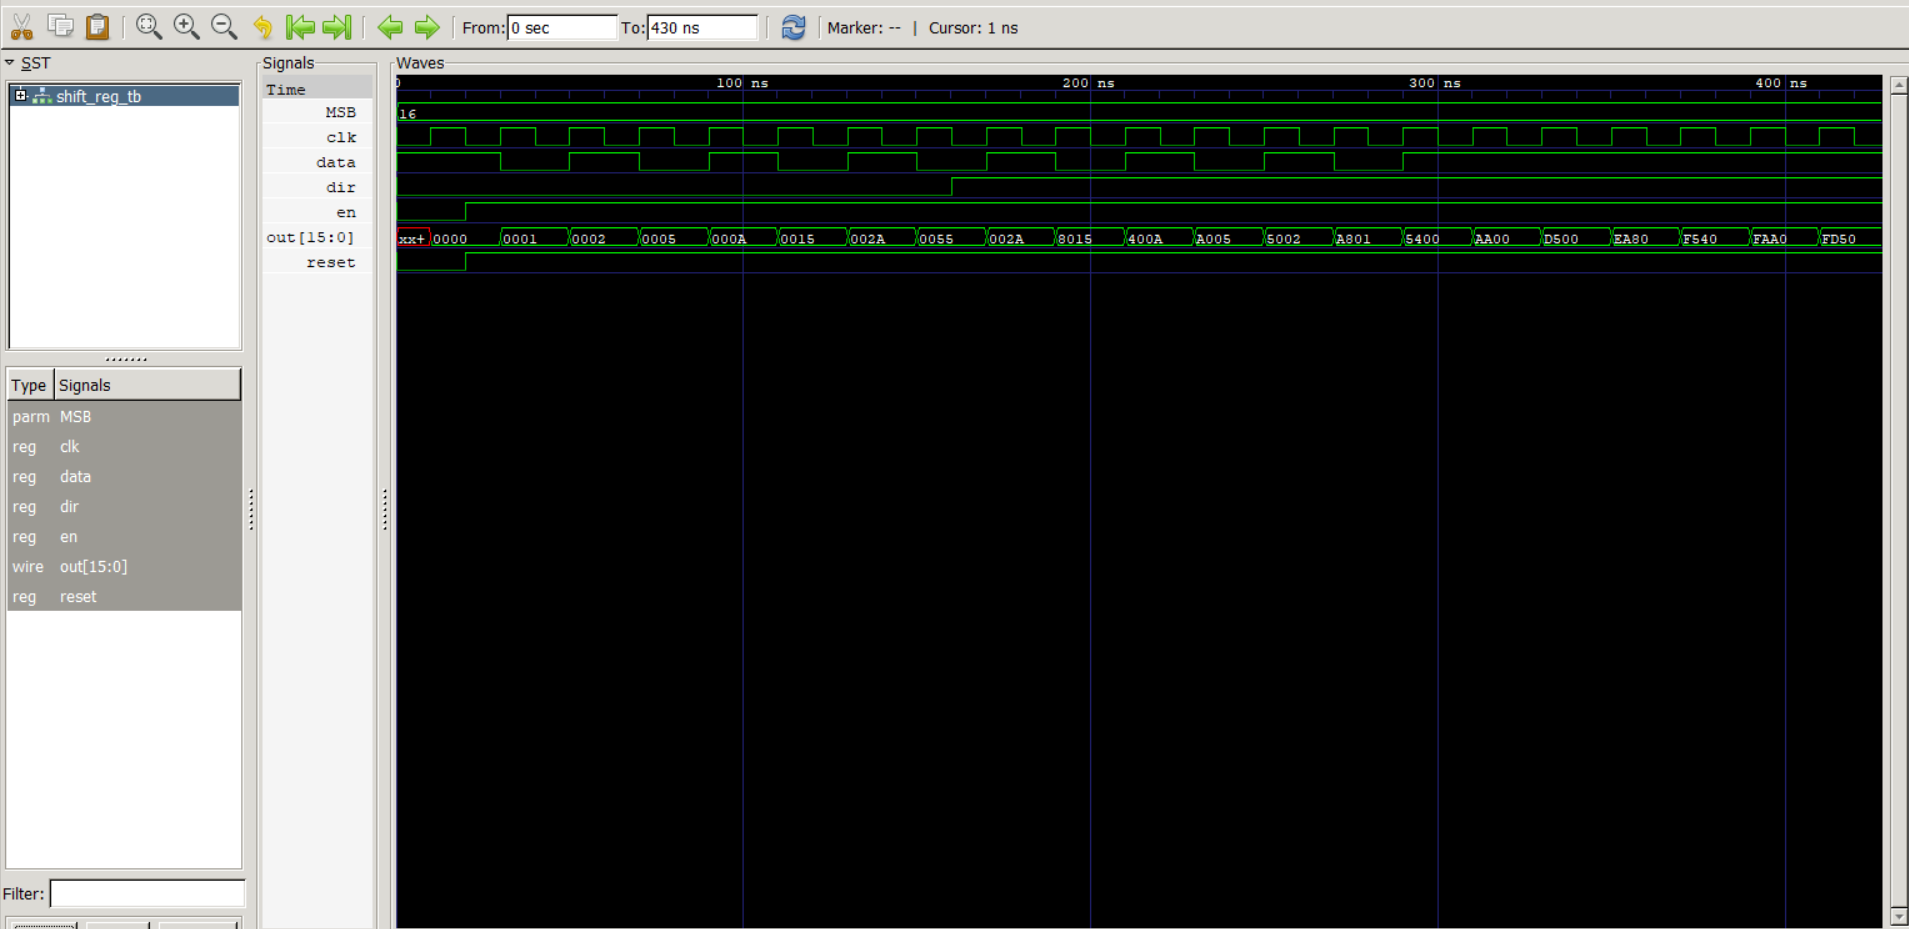 From: 0 sec To: 430 ns Marker: -- | Cursor: 1 ns
SST
shift_reg_tb
Type Signals
parm MSB
reg clk
reg data
reg dir
reg en
wire out[15:0]
reg reset
Filter:
Signals
Time
MSB
clk
data
dir
en
out[15:0]
reset
Waves
0 100 ns 200 ns 300 ns 400 ns
16
xx+ 0000 0001 0002 0005 000A 0015 002A 0055 002A 8015 400A A005 5002 A801 5400 AA00 D500 EA80 F540 FAA0 FD50